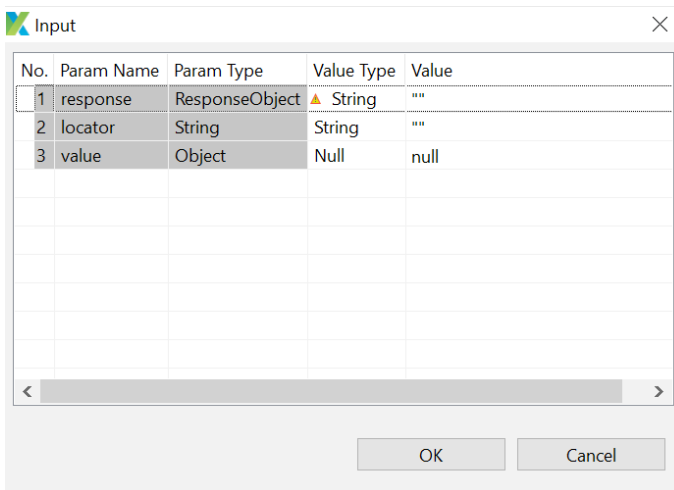 Input
No. Param Name Param Type Value Type Value
1 response ResponseObject String ""
2 locator String String ""
3 value Object Null null
OK Cancel